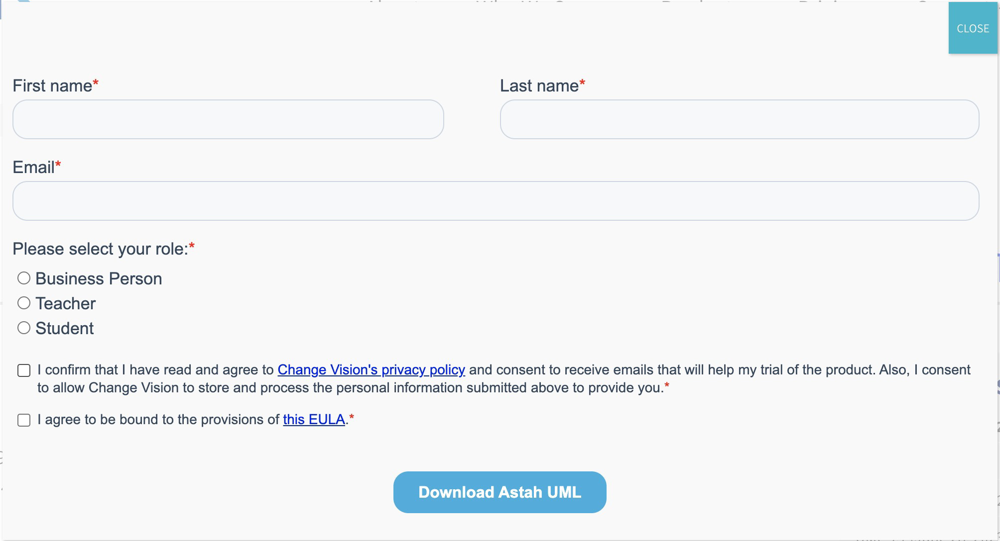 CLOSE
First name*
Last name*
Email*
Please select your role:*
Business Person
Teacher
Student
I confirm that I have read and agree to Change Vision's privacy policy and consent to receive emails that will help my trial of the product. Also, I consent
to allow Change Vision to store and process the personal information submitted above to provide you.*
I agree to be bound to the provisions of this EULA.*
Download Astah UML